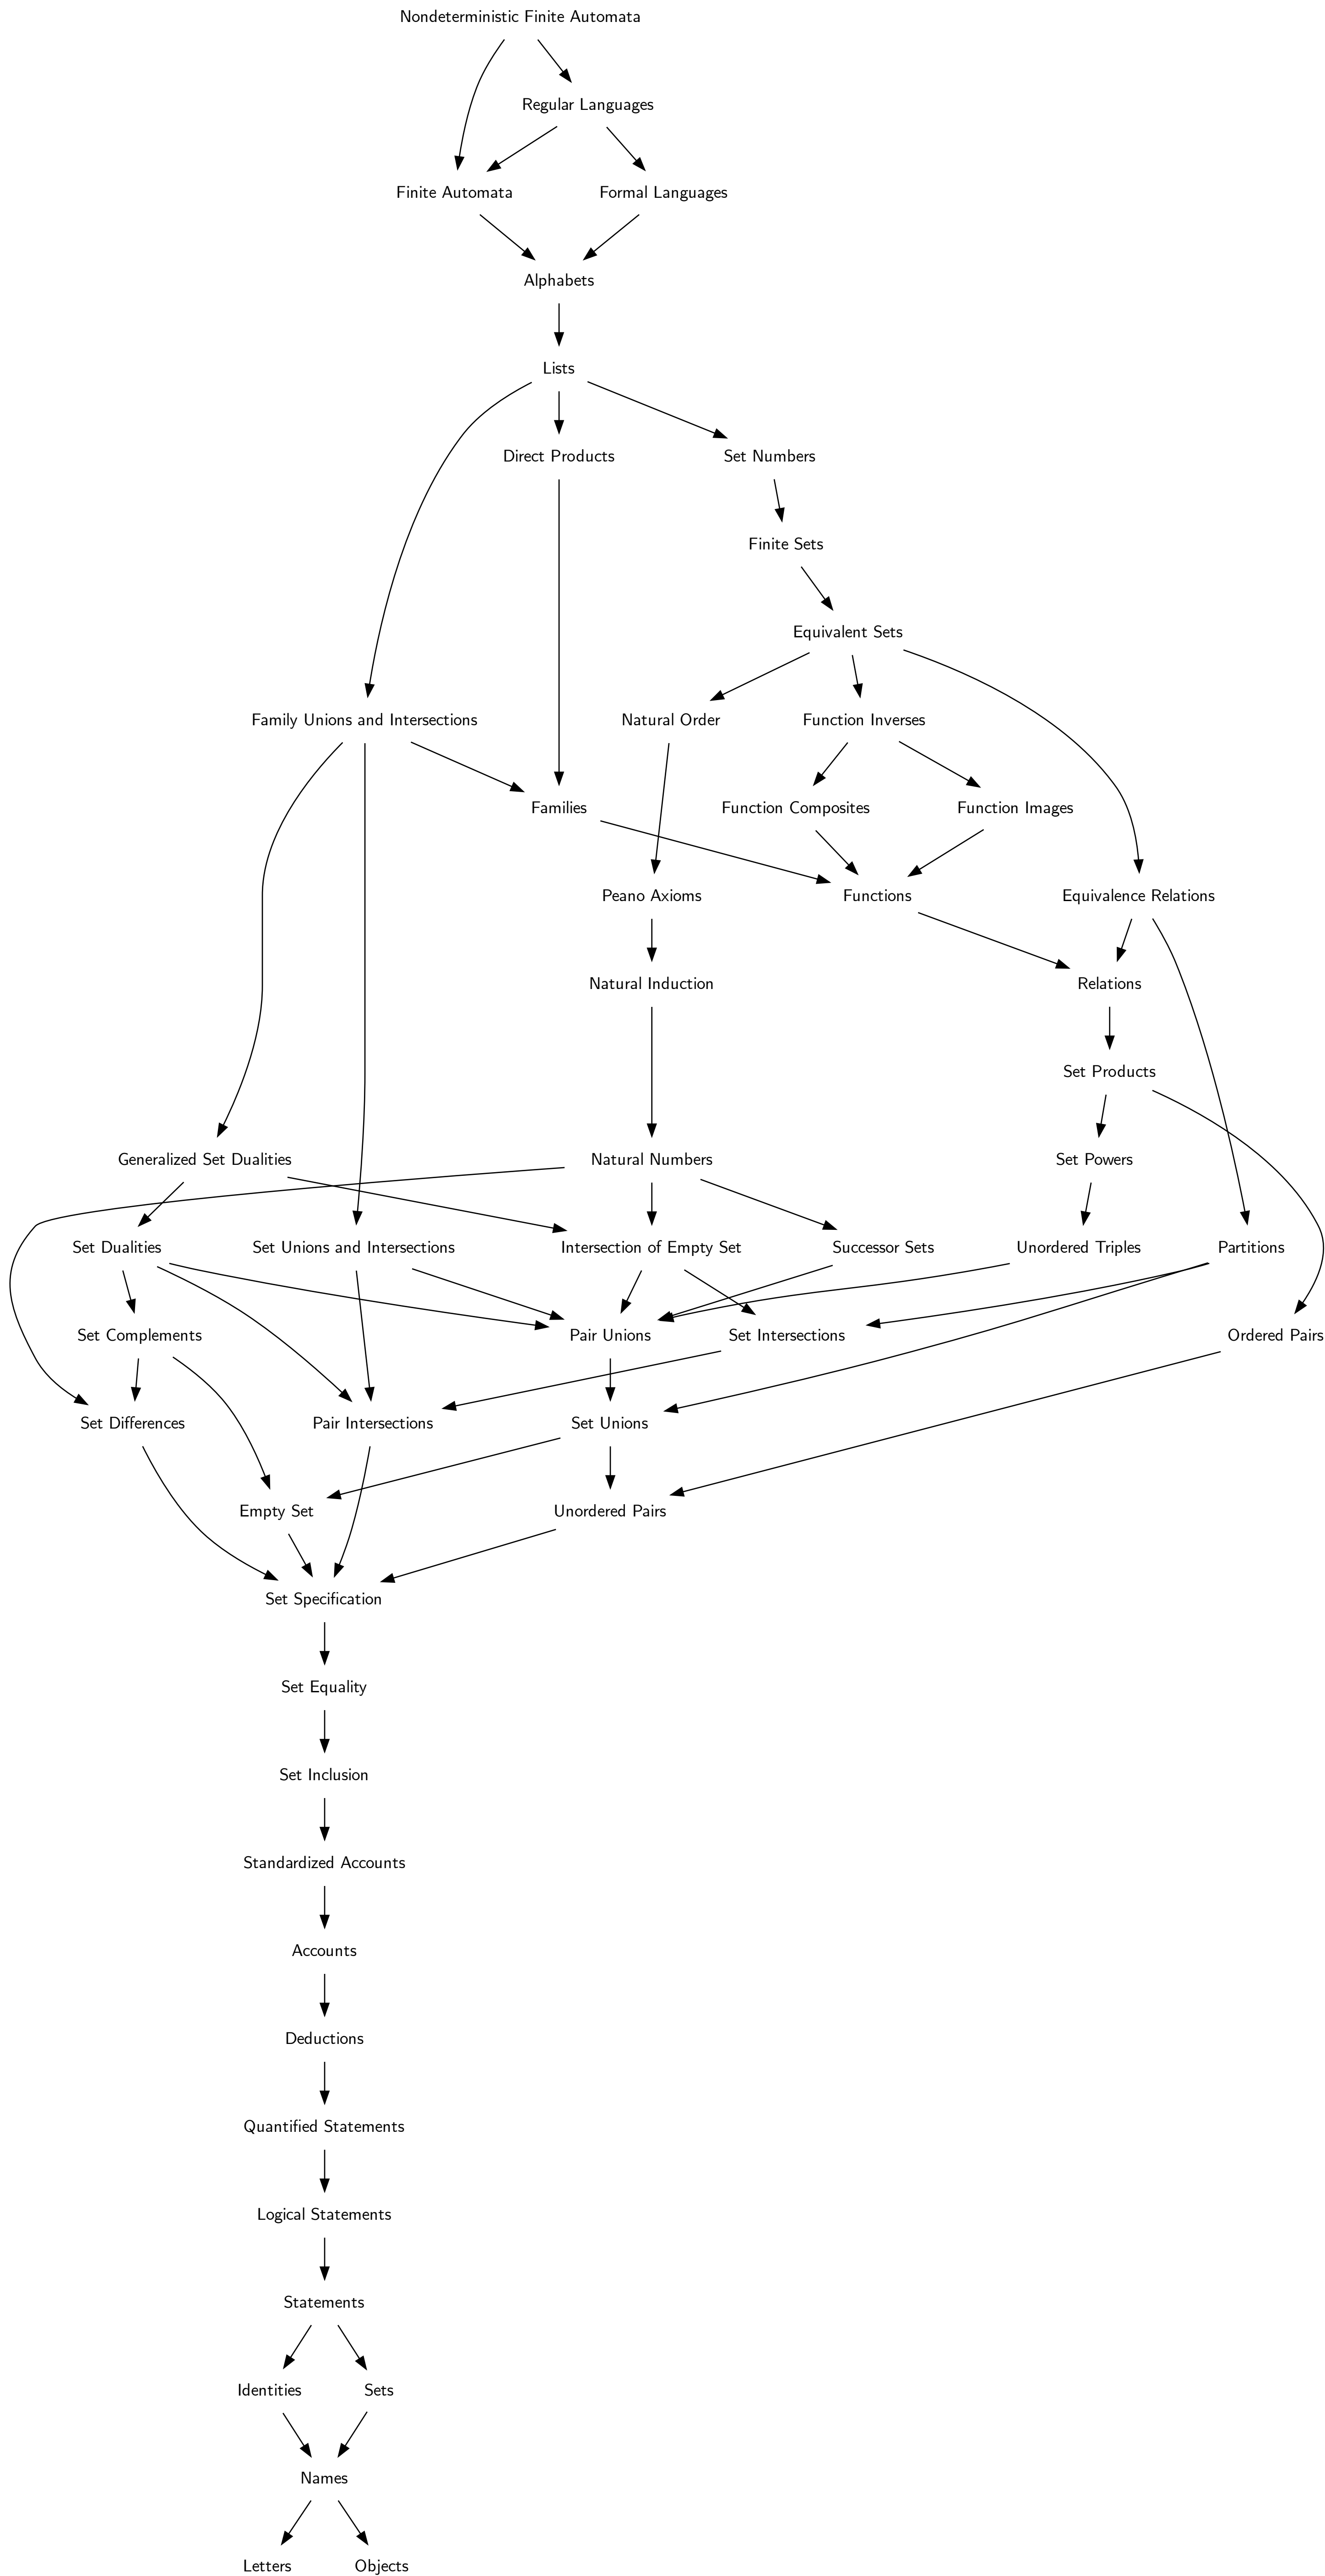 Nondeterministic Finite Automata
Regular Languages
Finite Automata
Formal Languages
Alphabets
Lists
Direct Products
Set Numbers
Finite Sets
Equivalent Sets
Family Unions and Intersections
Natural Order
Function Inverses
Families
Function Composites
Function Images
Peano Axioms
Functions
Equivalence Relations
Natural Induction
Relations
Set Products
Generalized Set Dualities
Natural Numbers
Set Powers
Set Dualities
Set Unions and Intersections
Intersection of Empty Set
Successor Sets
Unordered Triples
Partitions
Set Complements
Pair Unions
Set Intersections
Ordered Pairs
Set Differences
Pair Intersections
Set Unions
Empty Set
Unordered Pairs
Set Specification
Set Equality
Set Inclusion
Standardized Accounts
Accounts
Deductions
Quantified Statements
Logical Statements
Statements
Identities
Sets
Names
Letters
Objects